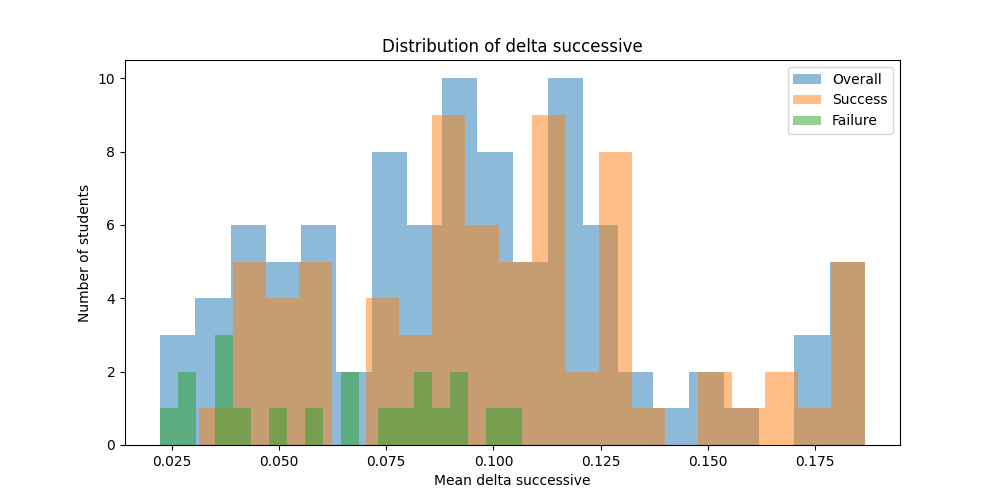 Distribution of delta successive
Overall
Success
Failure
10
8
6
4
2
0
Number of students
0.025
0.050
0.075
0.100
0.125
0.150
0.175
Mean delta successive